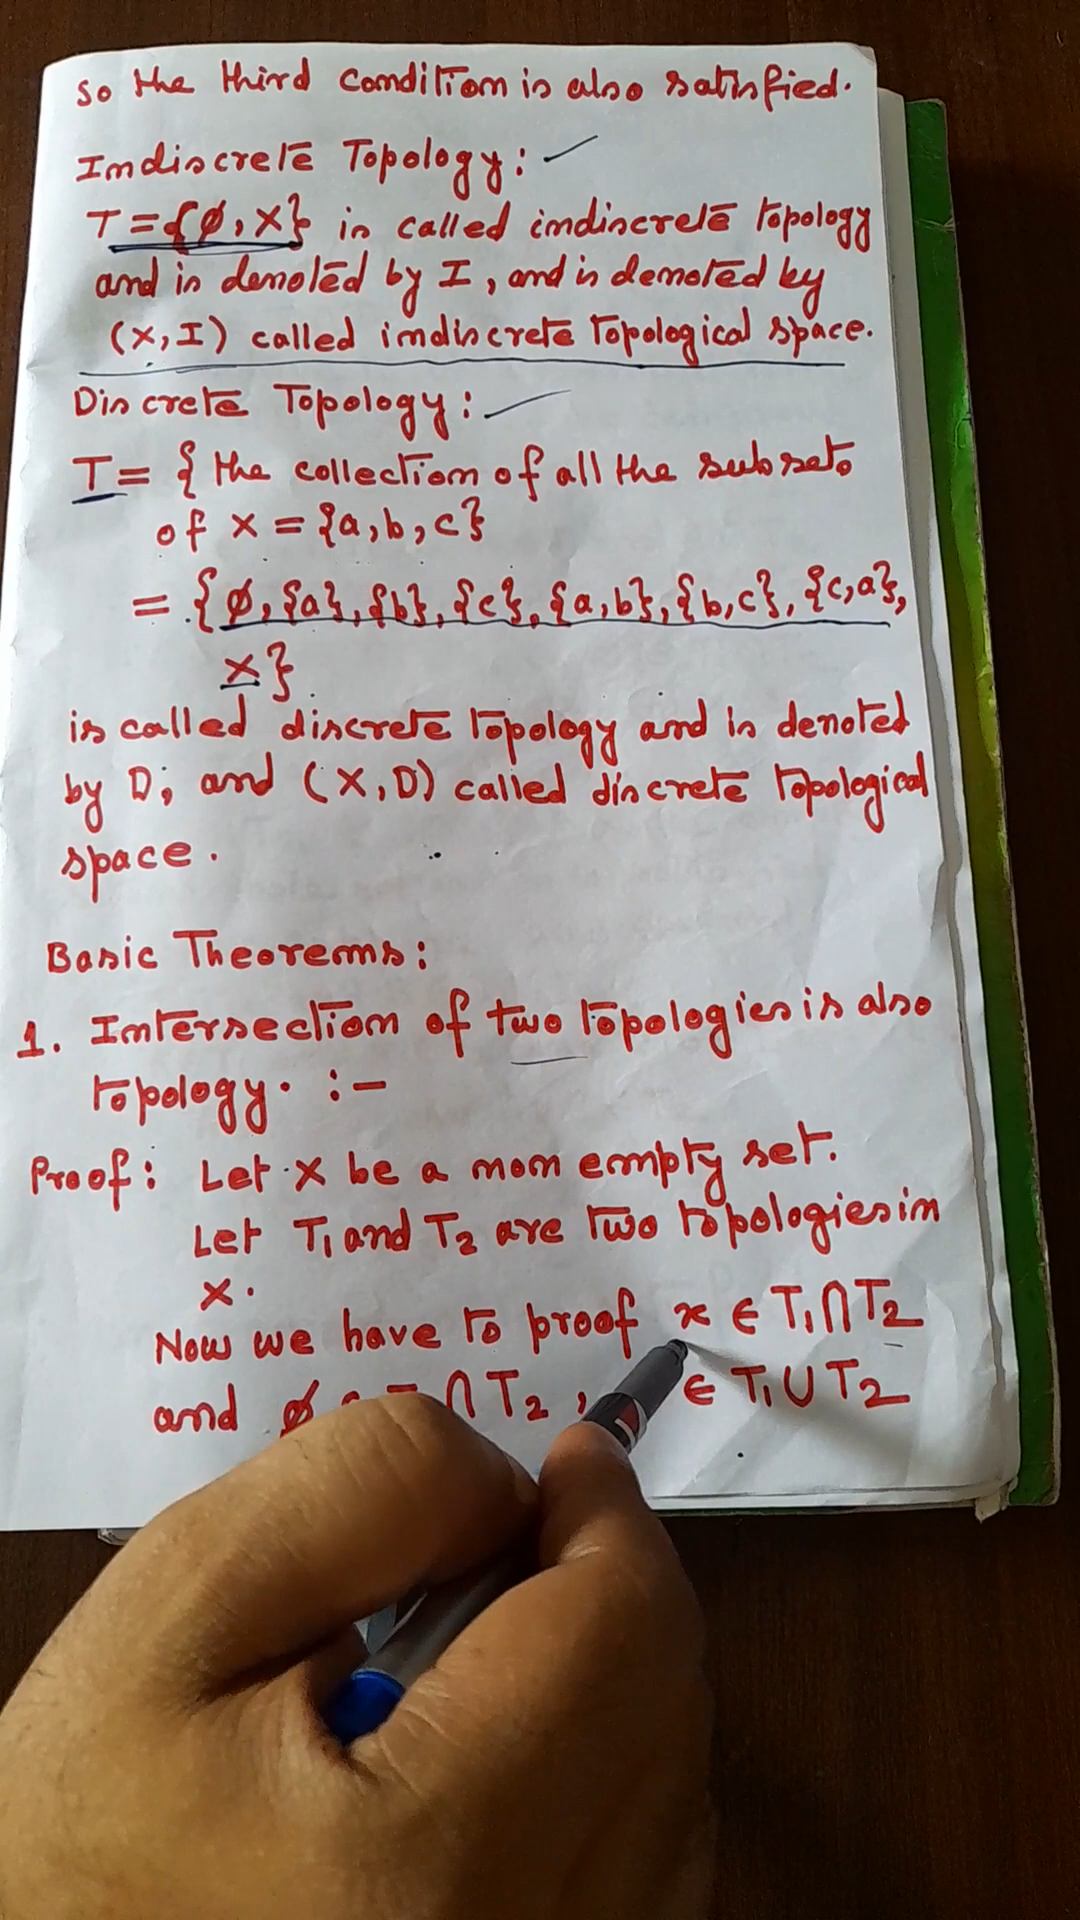 So the third condition is also satisfied.
Indiscrete Topology:
T={ϕ,X} is called indiscrete topology
and is denoted by I, and is denoted by
(X,I) called indiscrete topological space.
Discrete Topology:
T= { the collection of all the subsets
of X = {a,b,c}
= {ϕ,{a},{b},{c},{a,b},{b,c},{c,a},
X}
is called discrete topology and is denoted
by D; and (X,D) called discrete topological
space.
Basic Theorems:
1. Intersection of two topologies is also
topology. :-
Proof: Let X be a non empty set.
Let T₁ and T₂ are two topologies in
X.
Now we have to proof x ∈ T₁∩T₂
and ϕ ∩T₂, ∈ T₁∪T₂